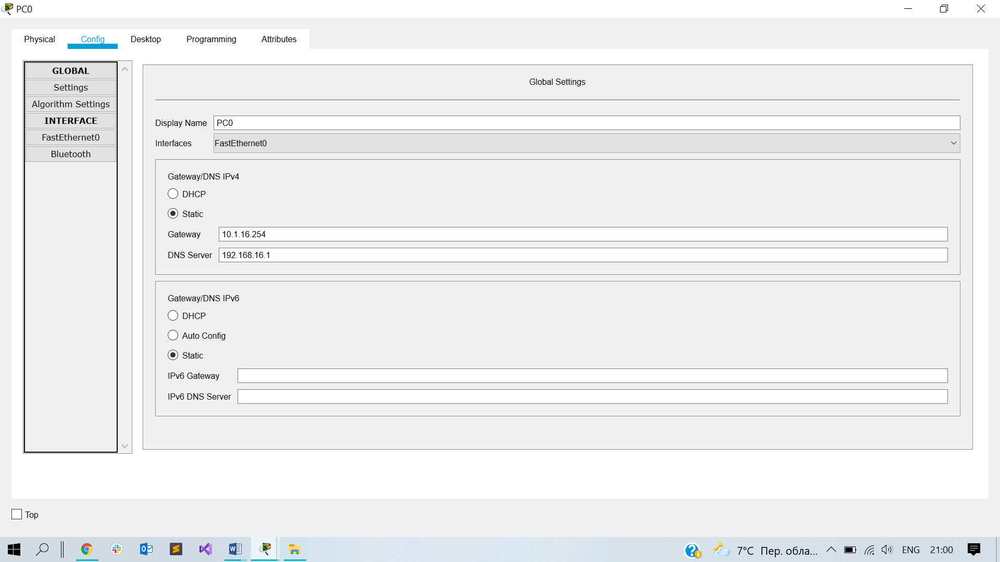 PC0
Physical Config Desktop Programming Attributes
GLOBAL
Settings
Algorithm Settings
INTERFACE
FastEthernet0
Bluetooth
Global Settings
Display Name PC0
Interfaces FastEthernet0
Gateway/DNS IPv4
DHCP
Static
Gateway 10.1.16.254
DNS Server 192.168.16.1
Gateway/DNS IPv6
DHCP
Auto Config
Static
IPv6 Gateway
IPv6 DNS Server
Top
7°C Пер. обла... ENG 21:00